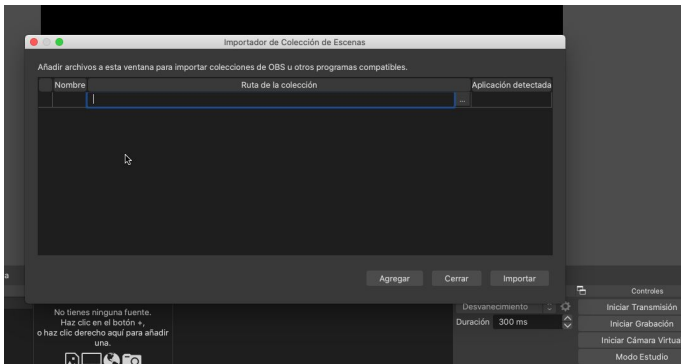 Importador de Colección de Escenas
Añadir archivos a esta ventana para importar colecciones de OBS u otros programas compatibles.
Nombre Ruta de la colección Aplicación detectada
...
Agregar Cerrar Importar
a
Controles
No tienes ninguna fuente.
Haz clic en el botón +,
o haz clic derecho aquí para añadir
una.
Desvanecimiento
Duración 300 ms
Iniciar Transmisión
Iniciar Grabación
Iniciar Cámara Virtua
Modo Estudio